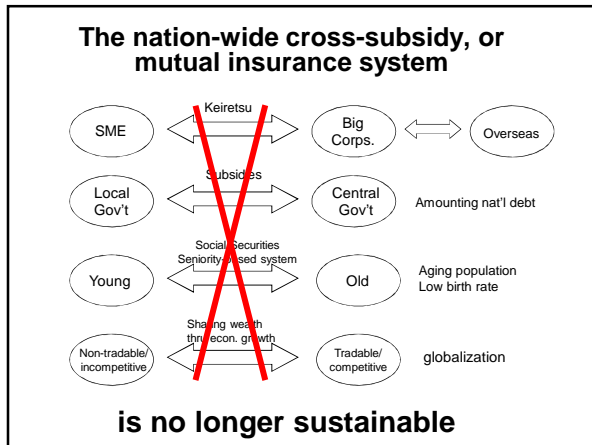 The nation-wide cross-subsidy, or
mutual insurance system
Keiretsu
SME
Big
Corps.
Overseas
Subsidies
Local
Gov't
Central
Gov't
Amounting nat'l debt
Social Securities
Seniority-based system
Young
Old
Aging population
Low birth rate
Sharing wealth
thru econ. growth
Non-tradable/
incompetitive
Tradable/
competitive
globalization
is no longer sustainable